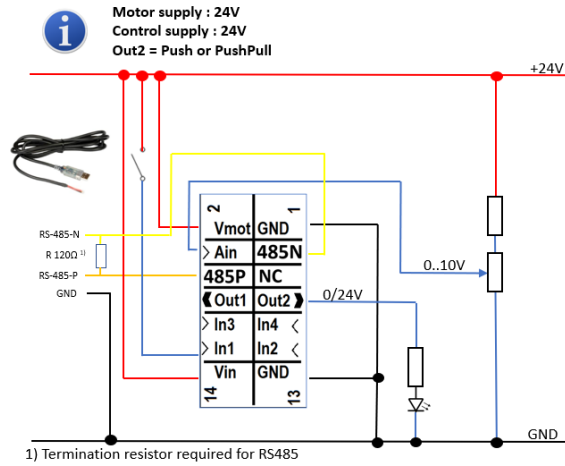 Motor supply : 24V
Control supply : 24V
Out2 = Push or PushPull
+24V
2 1
Vmot GND
Ain 485N
485P NC
Out1 Out2
In3 In4
In1 In2
Vin GND
14 13
RS-485-N
R 120Ω 1)
RS-485-P
GND
0..10V
0/24V
GND
1) Termination resistor required for RS485